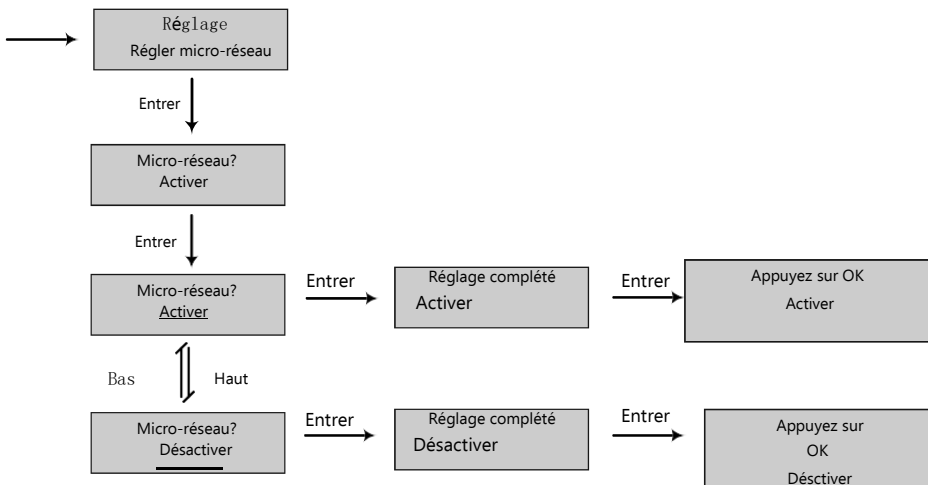 Réglage
Régler micro-réseau
Entrer
Micro-réseau?
Activer
Entrer
Micro-réseau?
Activer
Entrer
Réglage complété
Activer
Entrer
Appuyez sur OK
Activer
Bas
Haut
Micro-réseau?
Désactiver
Entrer
Réglage complété
Désactiver
Entrer
Appuyez sur
OK
Désctiver